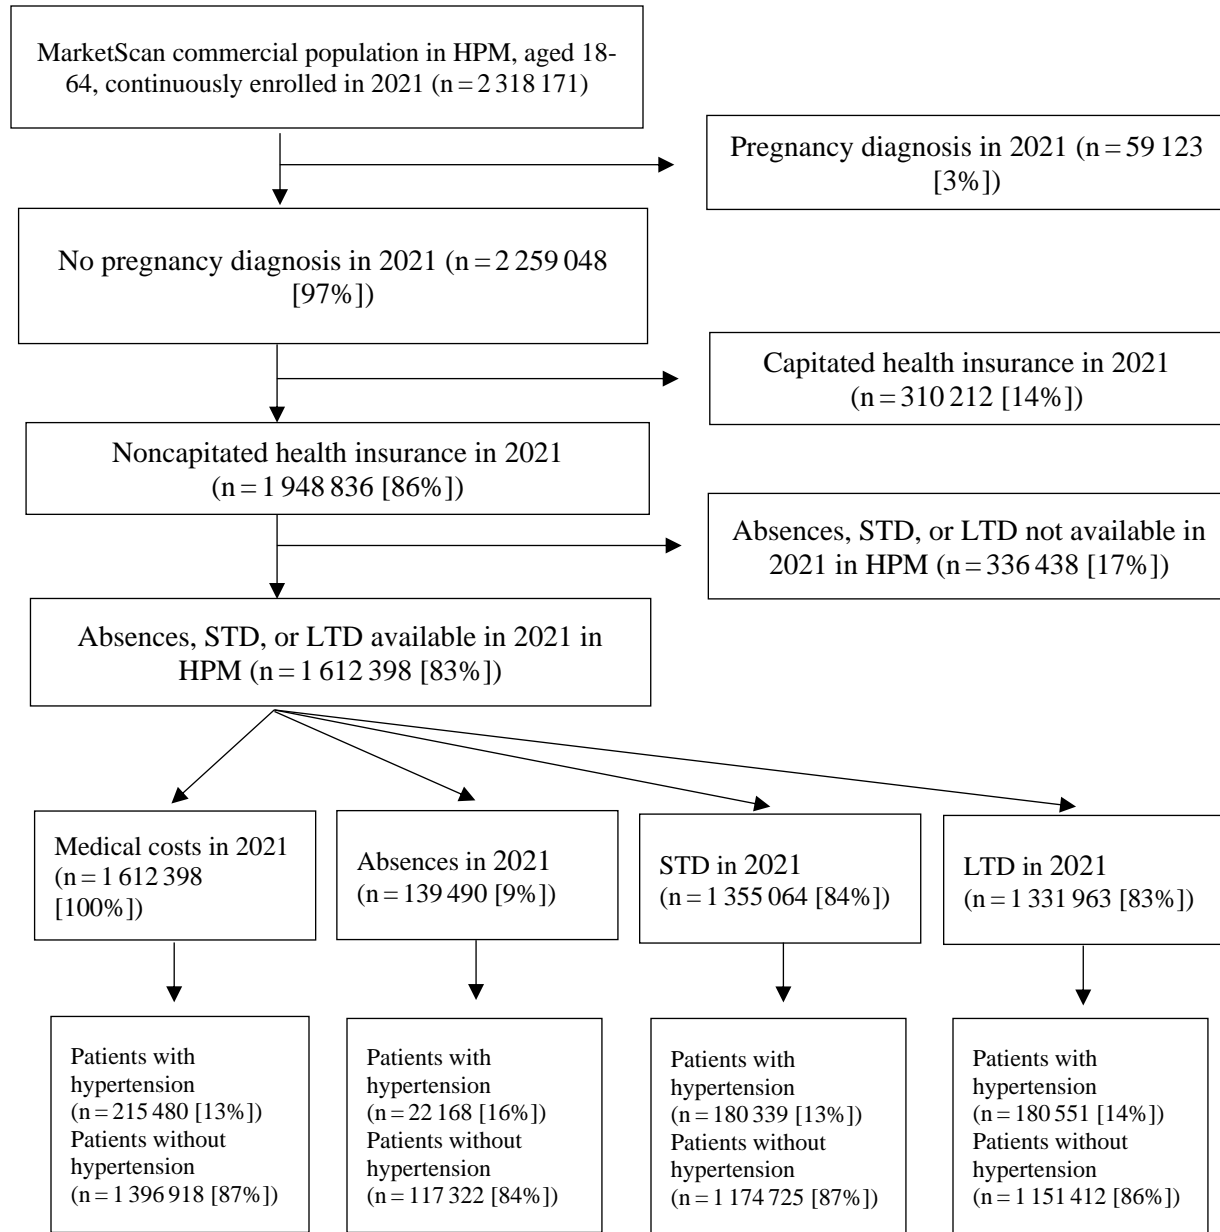 MarketScan commercial population in HPM, aged 18-
64, continuously enrolled in 2021 (n = 2 318 171)
Pregnancy diagnosis in 2021 (n = 59 123
[3%])
No pregnancy diagnosis in 2021 (n = 2 259 048
[97%])
Capitated health insurance in 2021
(n = 310 212 [14%])
Noncapitated health insurance in 2021
(n = 1 948 836 [86%])
Absences, STD, or LTD not available in
2021 in HPM (n = 336 438 [17%])
Absences, STD, or LTD available in 2021 in
HPM (n = 1 612 398 [83%])
Medical costs in 2021
(n = 1 612 398
[100%])
Absences in 2021
(n = 139 490 [9%])
STD in 2021
(n = 1 355 064 [84%])
LTD in 2021
(n = 1 331 963 [83%])
Patients with
hypertension
(n = 215 480 [13%])
Patients without
hypertension
(n = 1 396 918 [87%])
Patients with
hypertension
(n = 22 168 [16%])
Patients without
hypertension
(n = 117 322 [84%])
Patients with
hypertension
(n = 180 339 [13%])
Patients without
hypertension
(n = 1 174 725 [87%])
Patients with
hypertension
(n = 180 551 [14%])
Patients without
hypertension
(n = 1 151 412 [86%])